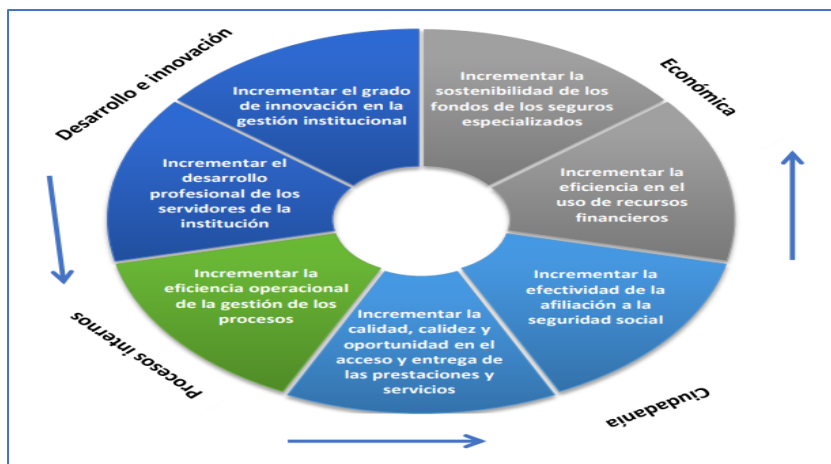 Desarrollo e innovación
Incrementar el grado
de innovación en la
gestión institucional
Incrementar la
sostenibilidad de los
fondos de los seguros
especializados
Económica
Incrementar el
desarrollo
profesional de los
servidores de la
institución
Incrementar la
eficiencia en el
uso de recursos
financieros
Incrementar la
eficiencia operacional
de la gestión de los
procesos
Incrementar la
calidad, calidez y
oportunidad en el
acceso y entrega de
las prestaciones y
servicios
Incrementar la
efectividad de la
afiliación a la
seguridad social
Procesos internos
Ciudadanía